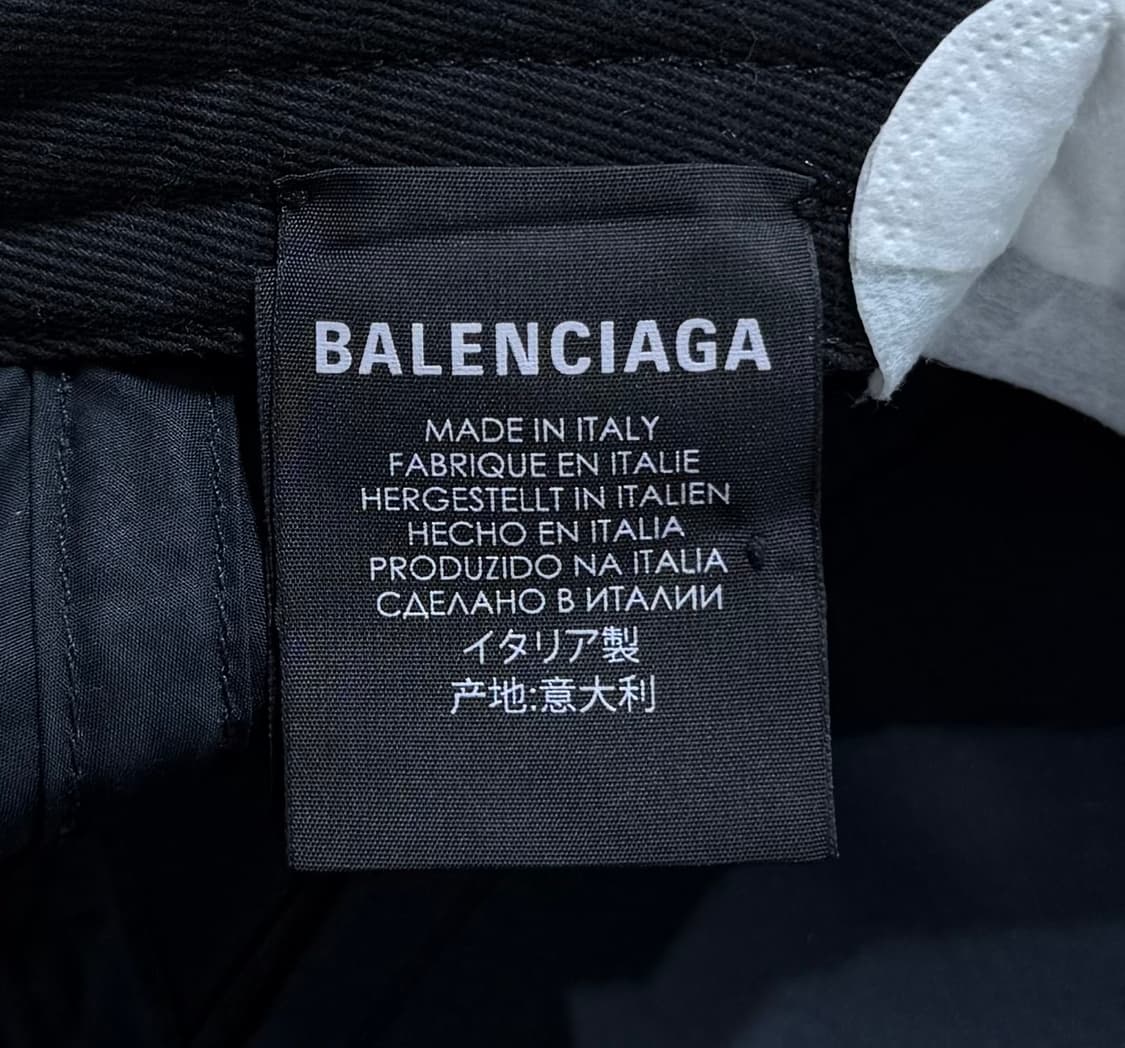 BALENCIAGA
MADE IN ITALY
FABRIQUE EN ITALIE
HERGESTELLT IN ITALIEN
HECHO EN ITALIA
PRODUZIDO NA ITALIA
СДЕЛАНО В ИТАЛИИ
イタリア製
产地:意大利